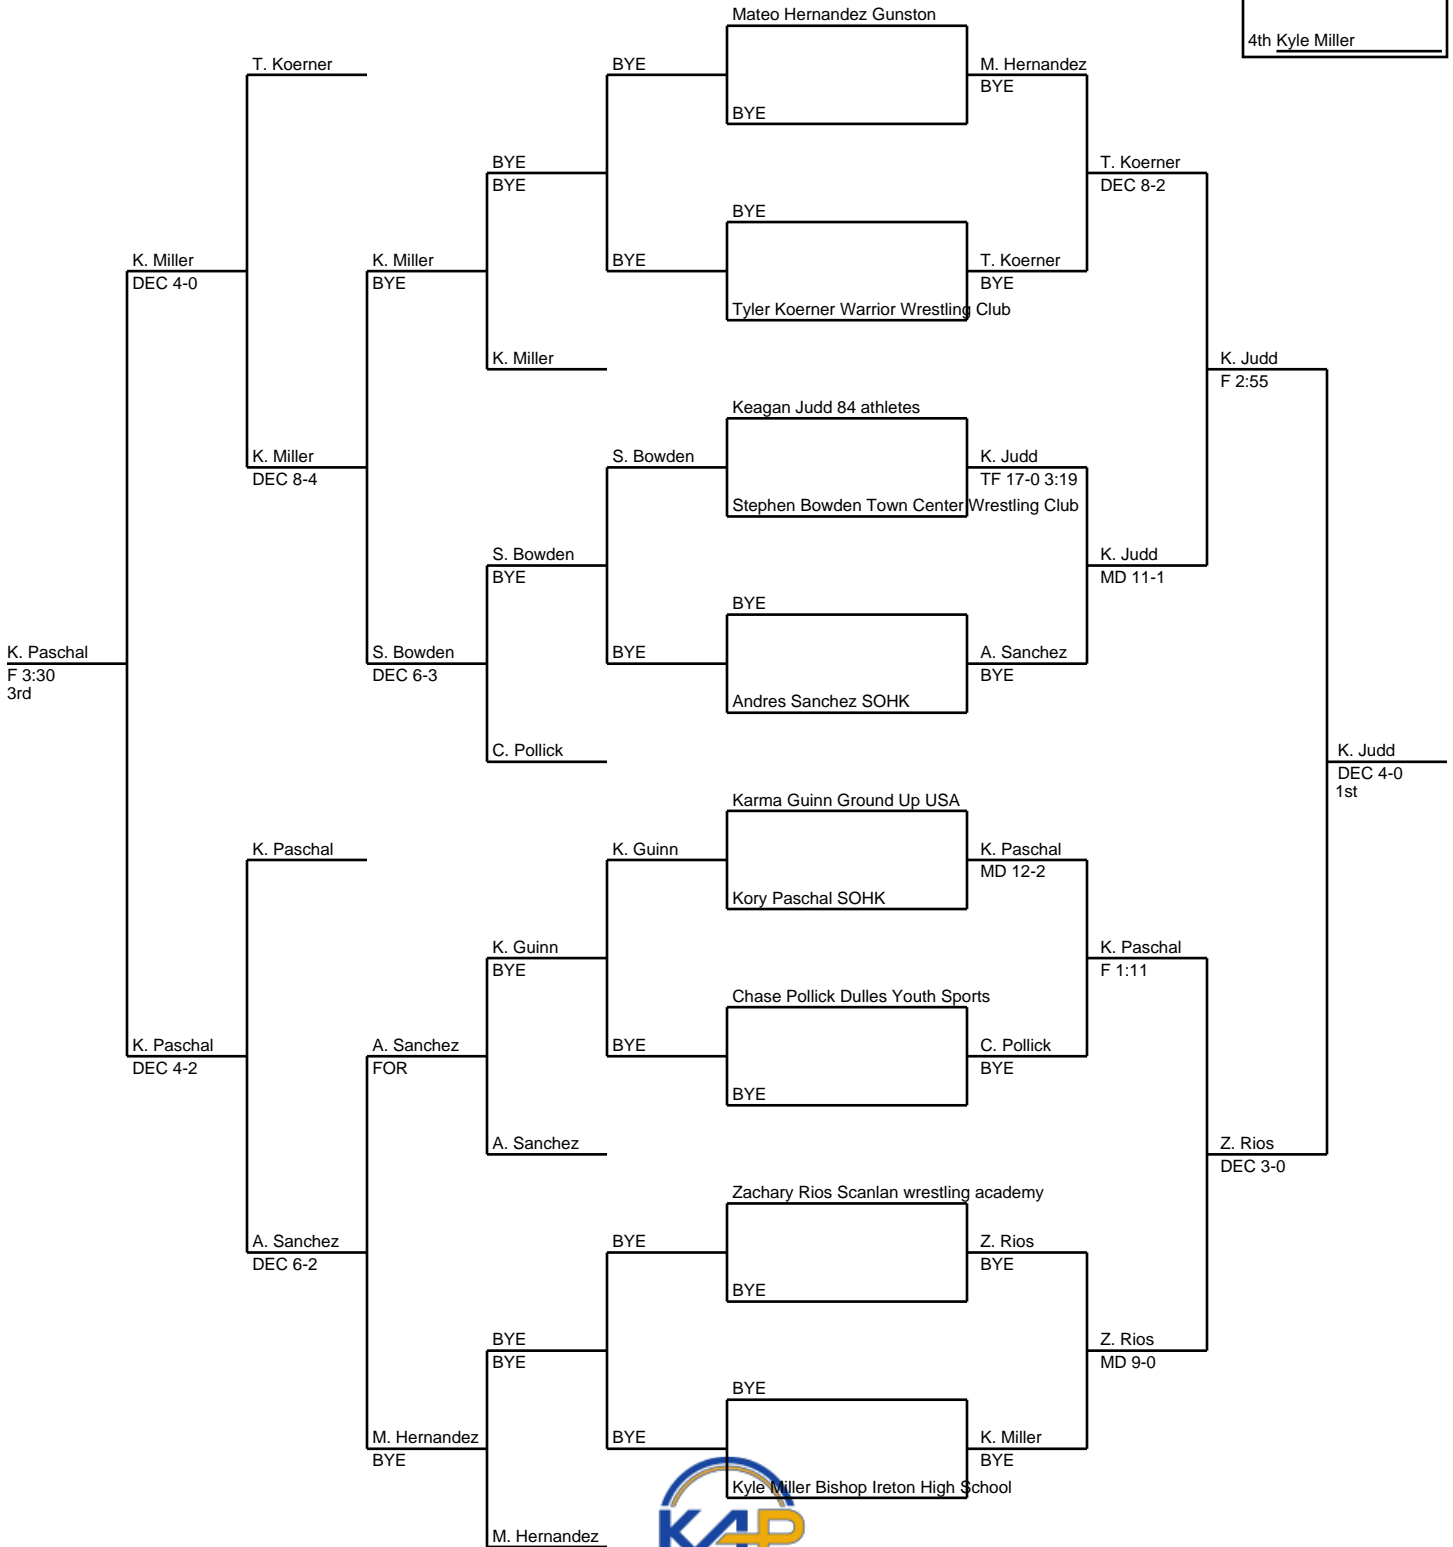 Mateo Hernandez Gunston
4th Kyle Miller
T. Koerner
BYE
M. Hernandez
BYE
BYE
BYE
BYE
T. Koerner
DEC 8-2
BYE
K. Miller
DEC 4-0
K. Miller
BYE
BYE
T. Koerner
BYE
Tyler Koerner Warrior Wrestling Club
K. Miller
K. Judd
F 2:55
Keagan Judd 84 athletes
K. Miller
DEC 8-4
S. Bowden
K. Judd
TF 17-0 3:19
Stephen Bowden Town Center Wrestling Club
S. Bowden
BYE
K. Judd
MD 11-1
BYE
K. Paschal
F 3:30
3rd
S. Bowden
DEC 6-3
BYE
A. Sanchez
BYE
Andres Sanchez SOHK
C. Pollick
K. Judd
DEC 4-0
1st
Karma Guinn Ground Up USA
K. Paschal
K. Guinn
K. Paschal
MD 12-2
Kory Paschal SOHK
K. Guinn
BYE
K. Paschal
F 1:11
Chase Pollick Dulles Youth Sports
K. Paschal
DEC 4-2
A. Sanchez
FOR
BYE
C. Pollick
BYE
BYE
A. Sanchez
Z. Rios
DEC 3-0
Zachary Rios Scanlan wrestling academy
A. Sanchez
DEC 6-2
BYE
Z. Rios
BYE
BYE
BYE
BYE
Z. Rios
MD 9-0
BYE
M. Hernandez
BYE
BYE
K. Miller
BYE
Kyle Miller Bishop Ireton High School
M. Hernandez
KAP